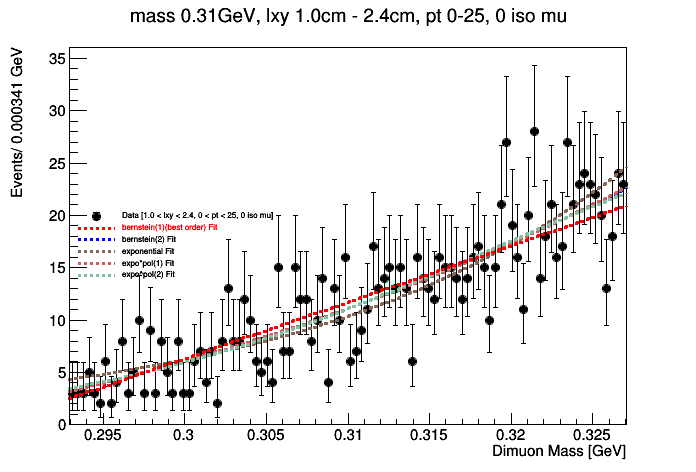 mass 0.31GeV, lxy 1.0cm - 2.4cm, pt 0-25, 0 iso mu
Events/ 0.000341 GeV
35
30
25
20
15
10
5
0
Data [1.0 < lxy < 2.4, 0 < pt < 25, 0 iso mu]
bernstein(1)(best order) Fit
bernstein(2) Fit
exponential Fit
expo*pol(1) Fit
expo*pol(2) Fit
0.295 0.3 0.305 0.31 0.315 0.32 0.325
Dimuon Mass [GeV]